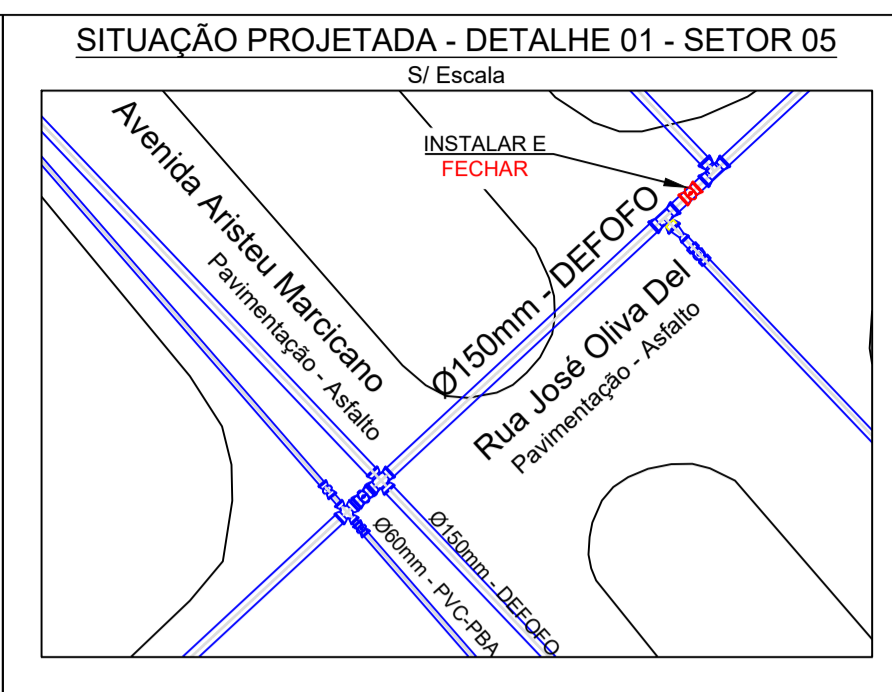 SITUAÇÃO PROJETADA - DETALHE 01 - SETOR 05
S/ Escala
Avenida Aristeu Marcicano
Pavimentação - Asfalto
INSTALAR E
FECHAR
Ø150mm - DEFOFO
Rua José Oliva Del
Pavimentação - Asfalto
Ø60mm - PVC-PBA
Ø150mm - DEFOFO